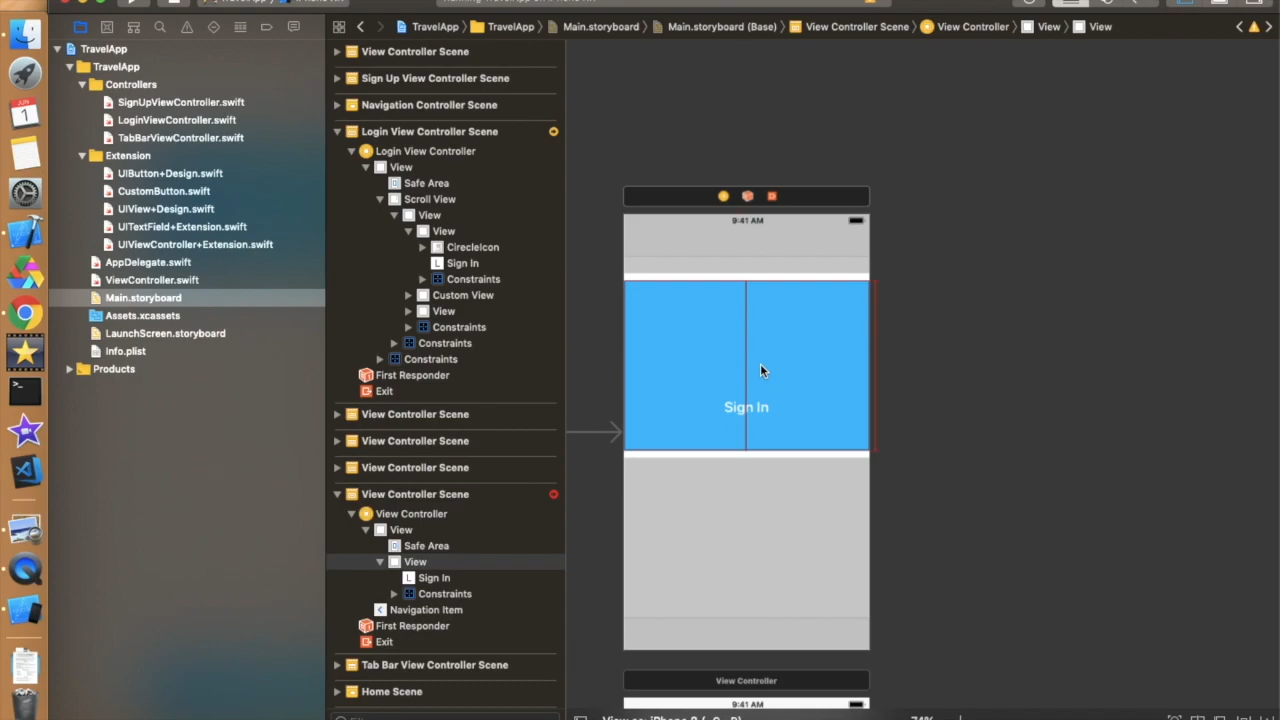 TravelApp
TravelApp
Main.storyboard
Main.storyboard (Base)
View Controller Scene
View Controller
View
View
TravelApp
TravelApp
Controllers
SignUpViewController.swift
LoginViewController.swift
TabBarViewController.swift
Extension
UIButton+Design.swift
CustomButton.swift
UIView+Design.swift
UITextField+Extension.swift
UIViewController+Extension.swift
AppDelegate.swift
ViewController.swift
Main.storyboard
Assets.xcassets
LaunchScreen.storyboard
Info.plist
Products
View Controller Scene
Sign Up View Controller Scene
Navigation Controller Scene
Login View Controller Scene
Login View Controller
View
Safe Area
Scroll View
View
View
CirecleIcon
L Sign In
Constraints
Custom View
View
Constraints
Constraints
Constraints
First Responder
Exit
View Controller Scene
View Controller Scene
View Controller Scene
View Controller Scene
View Controller
View
Safe Area
View
L Sign In
Constraints
Navigation Item
First Responder
Exit
Tab Bar View Controller Scene
Home Scene
9:41 AM
Sign In
View Controller
9:41 AM
JUN
1